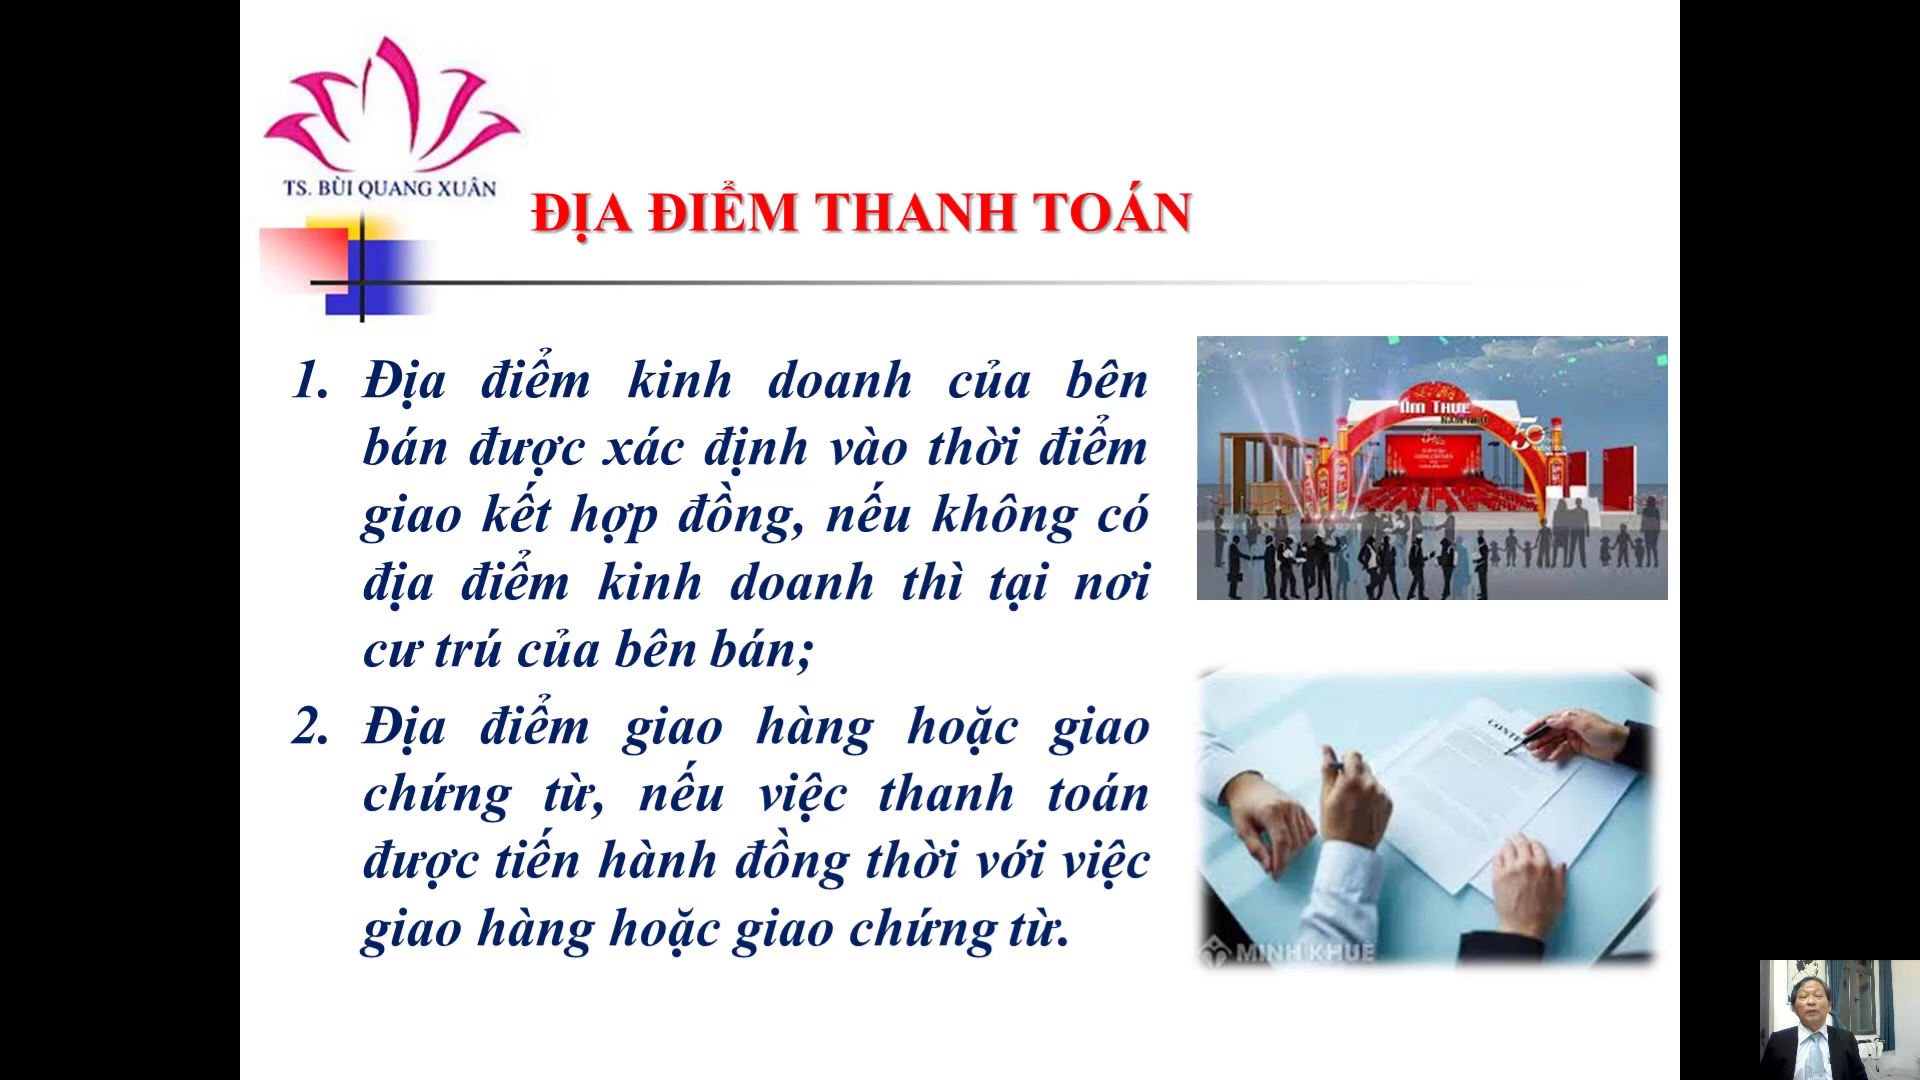 TS. BÙI QUANG XUÂN
ĐỊA ĐIỂM THANH TOÁN
1. Địa điểm kinh doanh của bên
bán được xác định vào thời điểm
giao kết hợp đồng, nếu không có
địa điểm kinh doanh thì tại nơi
cư trú của bên bán;
2. Địa điểm giao hàng hoặc giao
chứng từ, nếu việc thanh toán
được tiến hành đồng thời với việc
giao hàng hoặc giao chứng từ.
ẨM THỰC
MINH KHUÊ